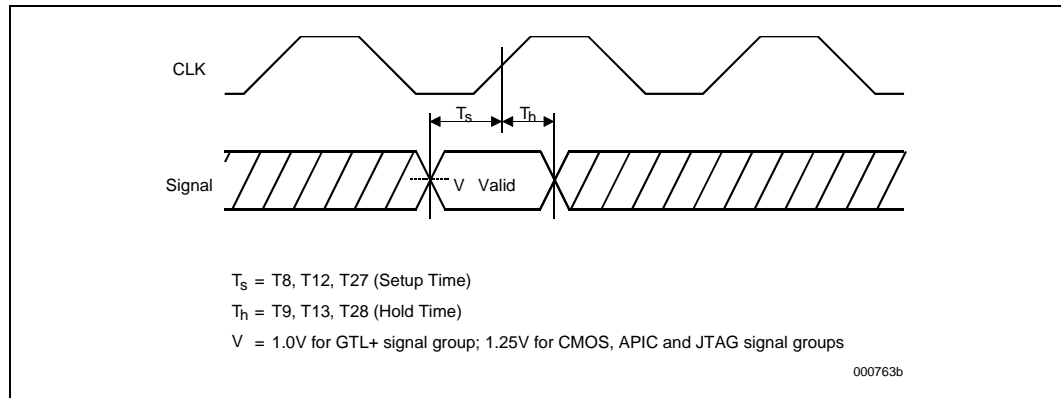 CLK
Ts Th
Signal
V Valid
Ts = T8, T12, T27 (Setup Time)
Th = T9, T13, T28 (Hold Time)
V = 1.0V for GTL+ signal group; 1.25V for CMOS, APIC and JTAG signal groups
000763b